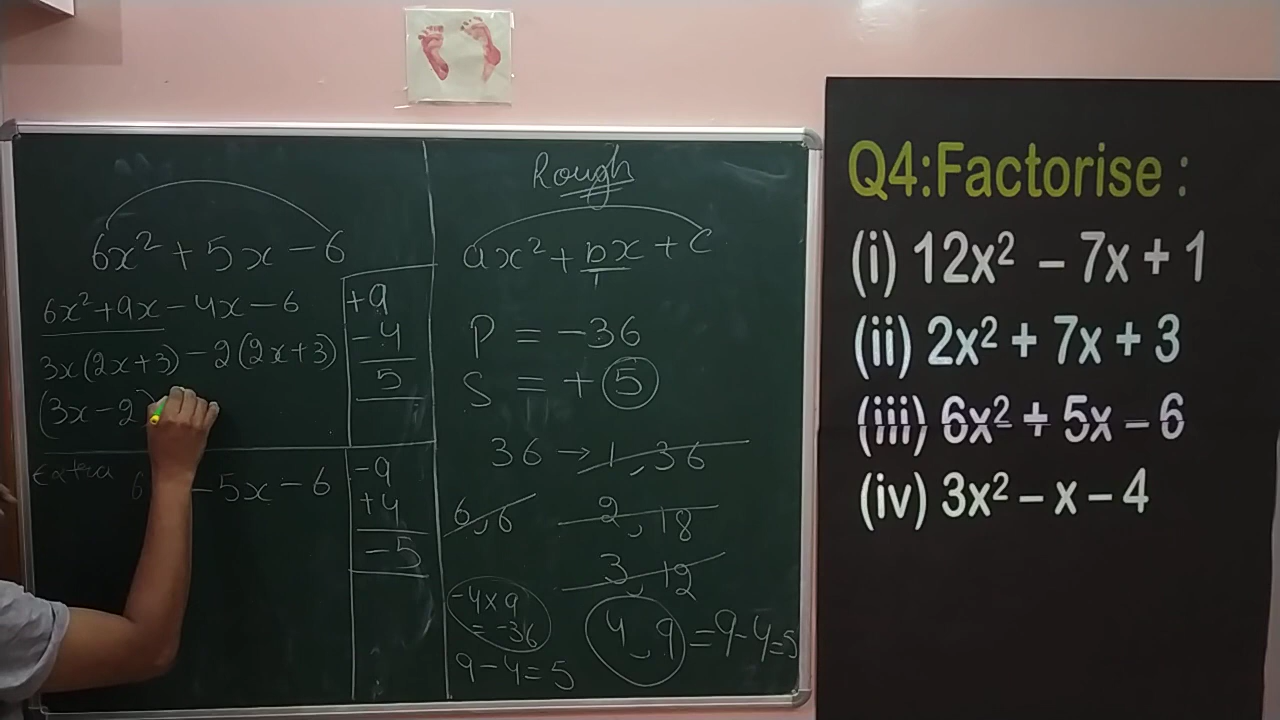 6x² + 5x - 6
6x² + 9x - 4x - 6
3x(2x+3) - 2(2x+3)
(3x-2)
+9
-4
5
Extra 6 - 5x - 6
-9
+4
-5
Rough
ax² + bx + c
P = -36
S = + 5
36 → 1, 36
6, 6
2, 18
3, 12
-4×9
= -36
4, 9 = 9-4=5
9-4=5
Q4:Factorise :
(i) 12x² – 7x + 1
(ii) 2x² + 7x + 3
(iii) 6x² + 5x – 6
(iv) 3x² – x – 4